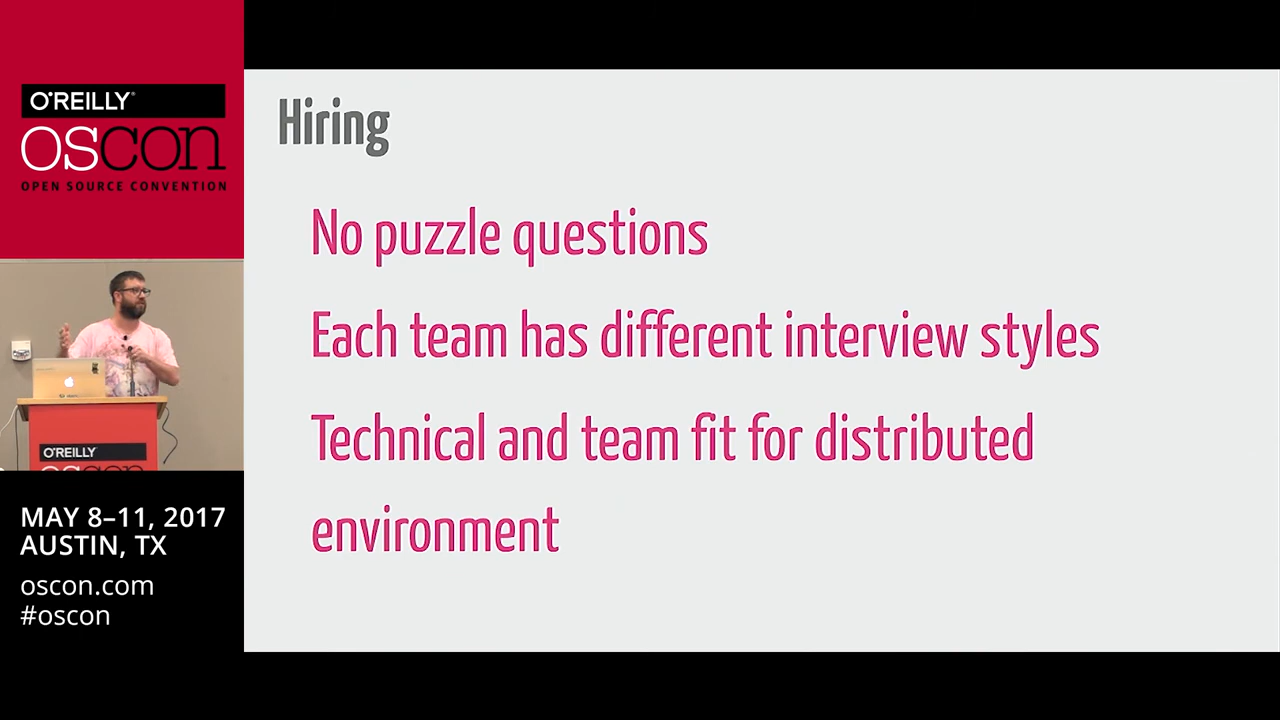 O'REILLY®
OSCON
OPEN SOURCE CONVENTION
Hiring
No puzzle questions
Each team has different interview styles
Technical and team fit for distributed
environment
O'REILLY
OSCON
MAY 8–11, 2017
AUSTIN, TX
oscon.com
#oscon